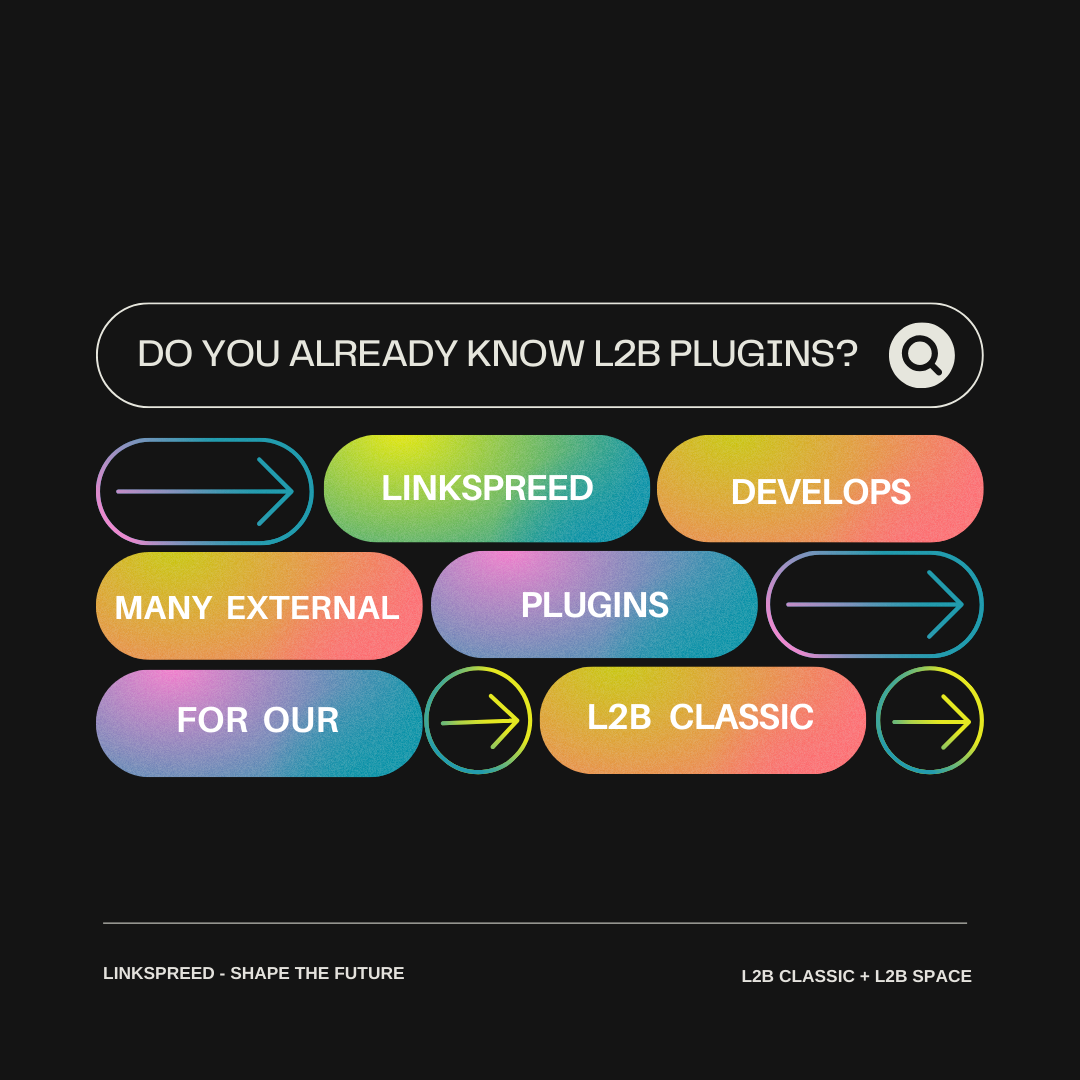 DO YOU ALREADY KNOW L2B PLUGINS?
LINKSPREED DEVELOPS
MANY EXTERNAL PLUGINS
FOR OUR L2B CLASSIC
LINKSPREED - SHAPE THE FUTURE
L2B CLASSIC + L2B SPACE